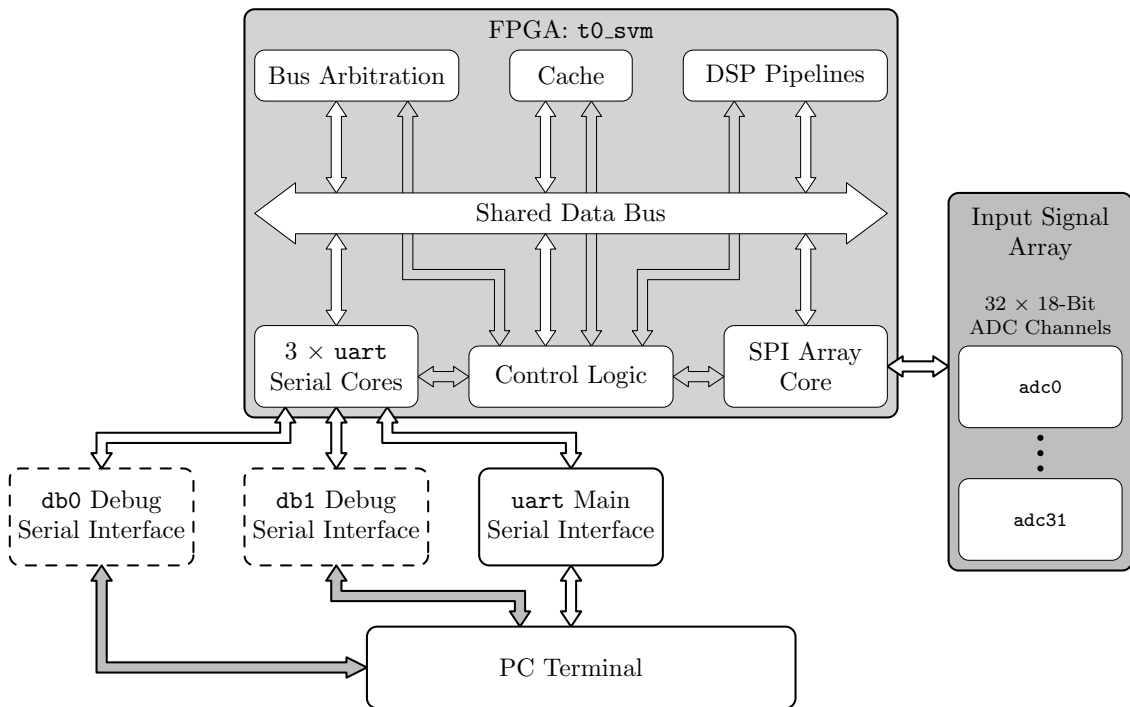 FPGA: t0_svm
Bus Arbitration
Cache
DSP Pipelines
Shared Data Bus
Input Signal
Array
32 × 18-Bit
ADC Channels
3 × uart
Serial Cores
Control Logic
SPI Array
Core
adc0
adc31
db0 Debug
Serial Interface
db1 Debug
Serial Interface
uart Main
Serial Interface
PC Terminal